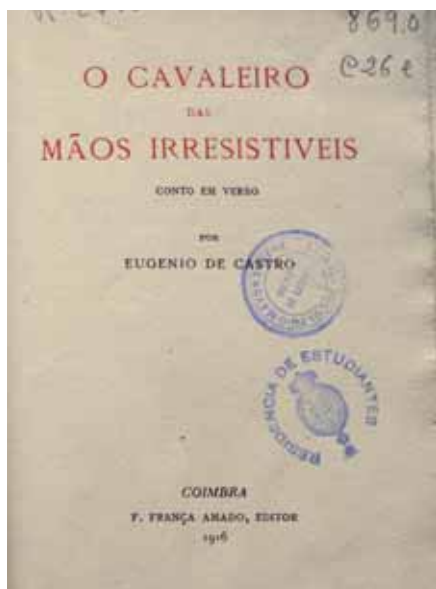 869.0
C26c
O CAVALEIRO
DAS
MÃOS IRRESISTIVEIS
CONTO EM VERSO
POR
EUGENIO DE CASTRO
RESIDENCIA DE ESTUDIANTES
COIMBRA
F. FRANÇA AMADO, EDITOR
1916